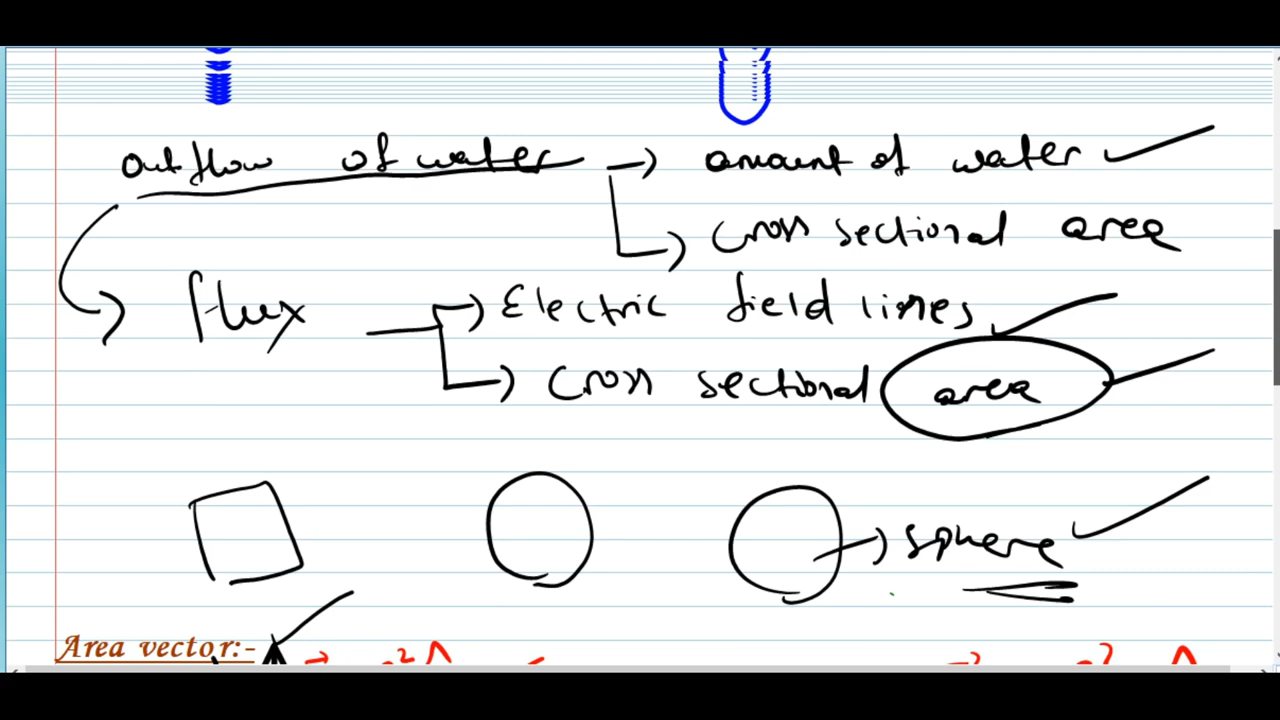 outflow of water → amount of water ✓
→ cross sectional area
→ flux → Electric field lines ✓
→ cross sectional area ✓
→ sphere ✓
Area vector:-